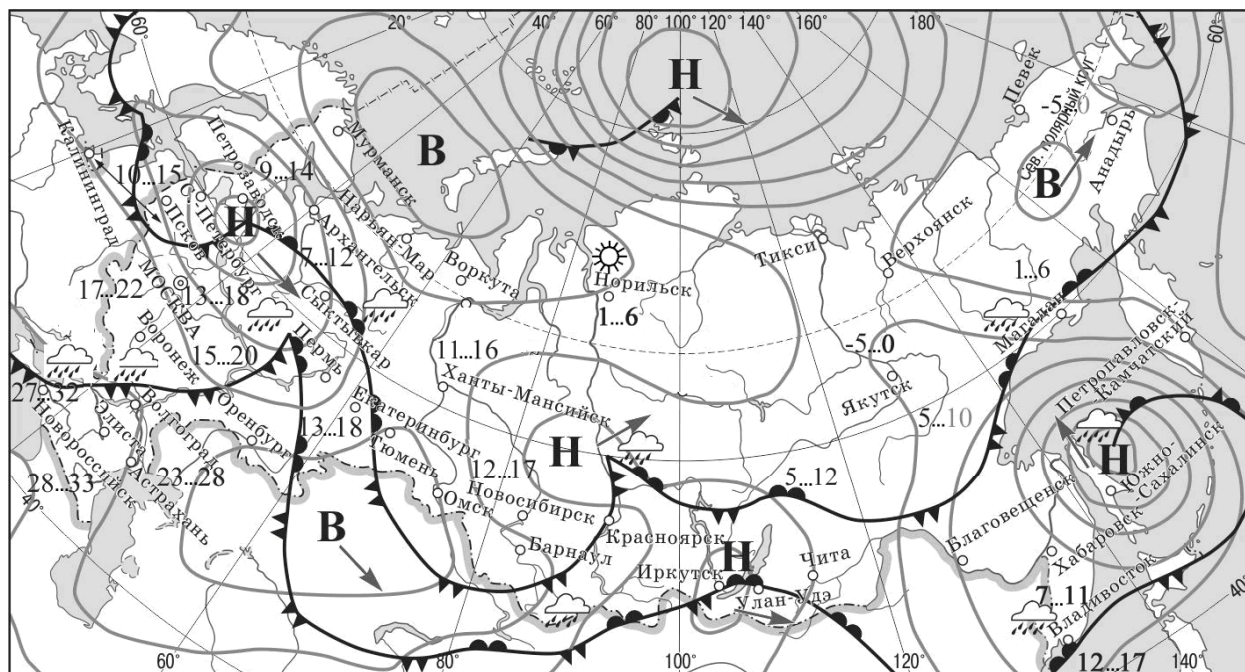 60°
20°
40°
60°
80°
100°
120°
140°
160°
180°
60°
Н
В
Певек
Сев. полярный круг
-5...0
Анадырь
В
Калининград
10...15
Петрозаводск
9...14
Мурманск
Псков
С.-Петербург
Н
Нарьян-Мар
Архангельск
7...12
Воркута
Тикси
Верхоянск
17...22
МОСКВА
13...18
Сыктывкар
Норильск
1...6
1...6
Магадан
Воронеж
15...20
Пермь
11...16
-5...0
Петропавловск-
Камчатский
27...32
Ханты-Мансийск
Якутск
Новороссийск
Элиста
Волгоград
Оренбург
13...18
Екатеринбург
Тюмень
Н
5...10
Н
Южно-
Сахалинск
28...33
Астрахань
23...28
12...17
5...12
Омск
Новосибирск
40°
В
Красноярск
Барнаул
Н
Чита
Благовещенск
Хабаровск
Иркутск
Улан-Удэ
7...11
Владивосток
40°
60°
80°
100°
120°
12...17
140°